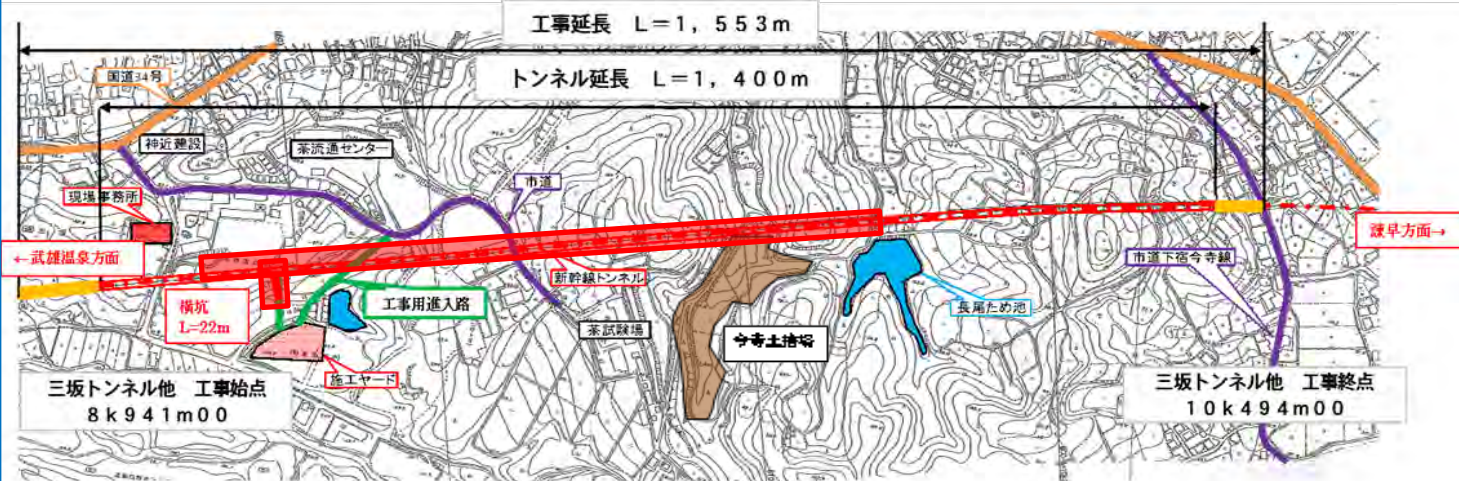 工事延長 L=1,553m
トンネル延長 L=1,400m
国道34号
神近建設
茶流通センター
市道
現場事務所
←武雄温泉方面
諫早方面→
新幹線トンネル
市道下宿今寺線
横坑
L=22m
工事用進入路
長尾ため池
茶試験場
今寺土捨場
施工ヤード
三坂トンネル他 工事始点
8k941m00
三坂トンネル他 工事終点
10k494m00